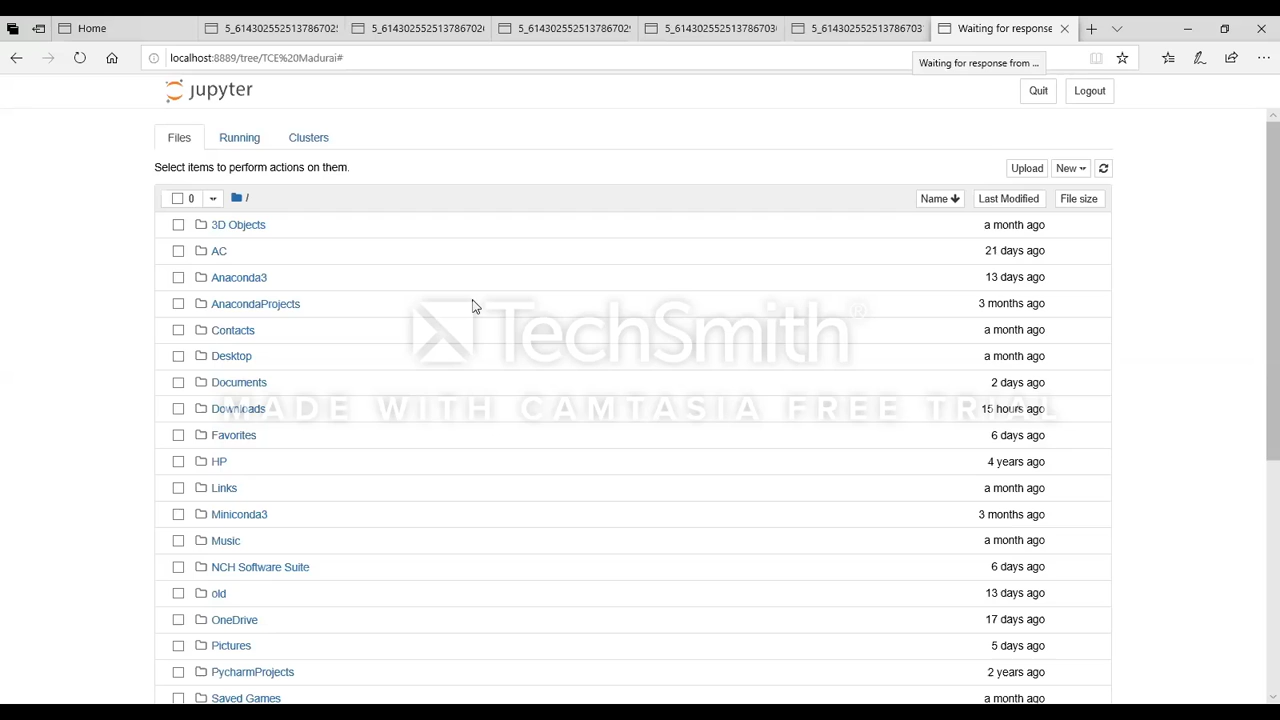 Home
5_6143025525137867025
5_6143025525137867026
5_6143025525137867029
5_614302552513786703
5_614302552513786703
Waiting for response
localhost:8889/tree/TCE%20Madurai#
Waiting for response from ...
jupyter
Quit
Logout
Files
Running
Clusters
Select items to perform actions on them.
Upload
New
0
/
Name
Last Modified
File size
3D Objects a month ago
AC 21 days ago
Anaconda3 13 days ago
AnacondaProjects 3 months ago
TechSmith®
Contacts a month ago
Desktop a month ago
Documents 2 days ago
Downloads 15 hours ago
MADE WITH CAMTASIA FREE TRIAL
Favorites 6 days ago
HP 4 years ago
Links a month ago
Miniconda3 3 months ago
Music a month ago
NCH Software Suite 6 days ago
old 13 days ago
OneDrive 17 days ago
Pictures 5 days ago
PycharmProjects 2 years ago
Saved Games a month ago